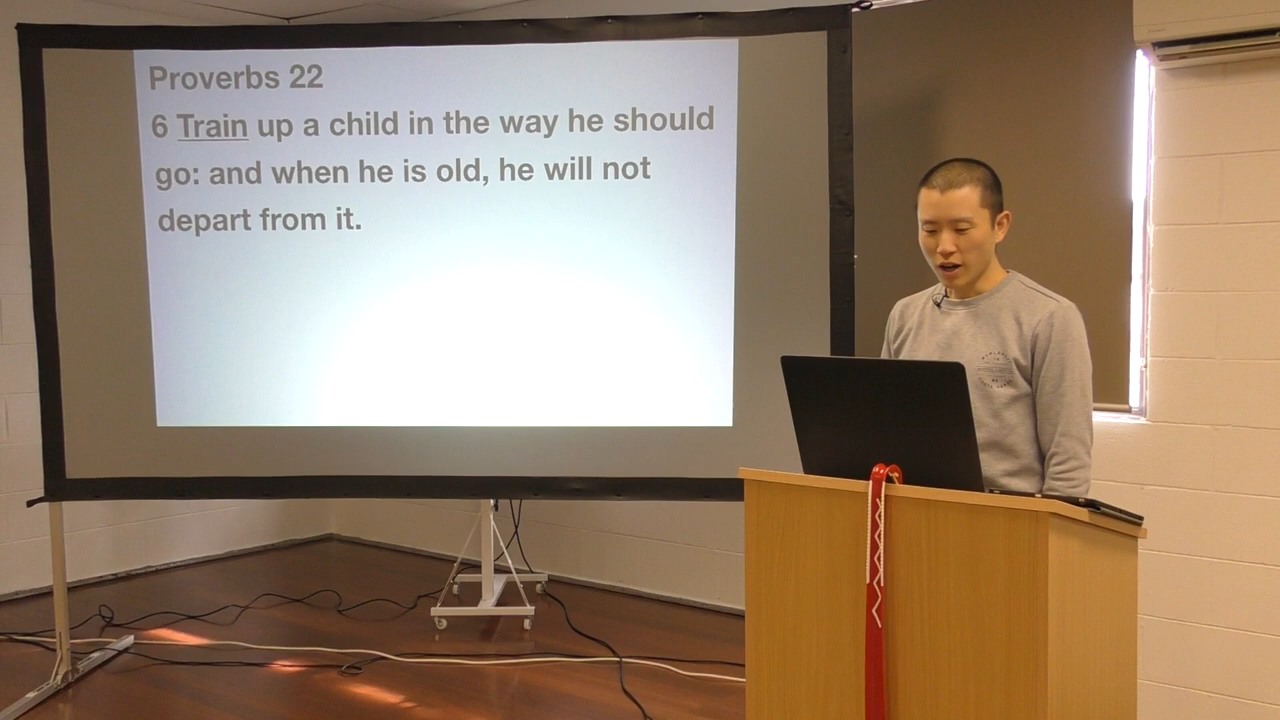 Proverbs 22
6 Train up a child in the way he should
go: and when he is old, he will not
depart from it.